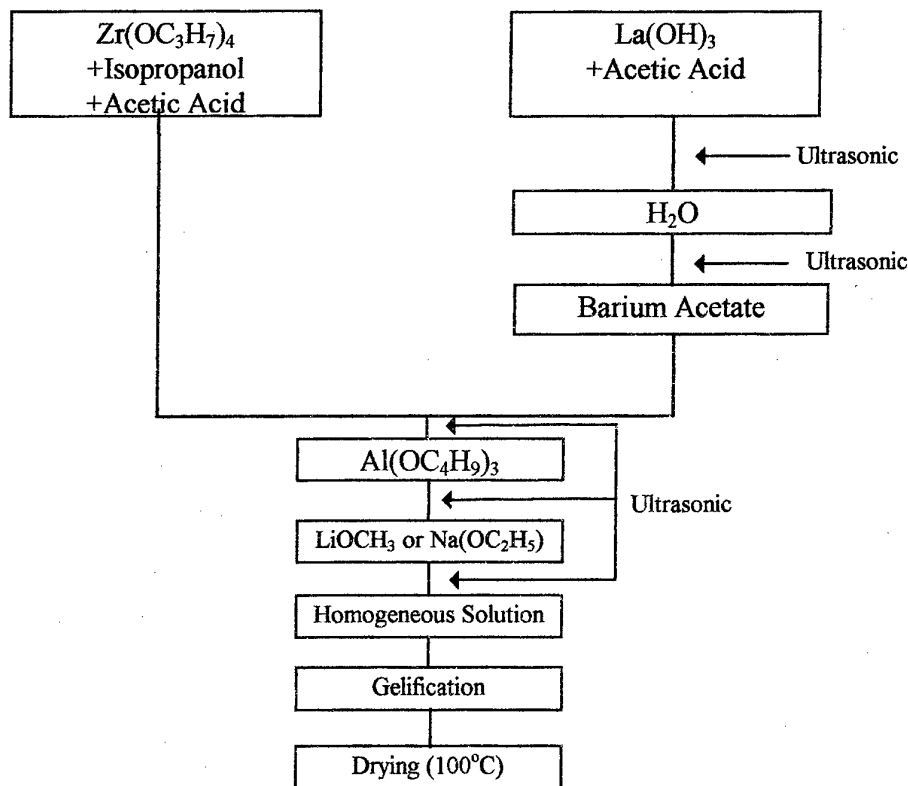 Zr(OC₃H₇)₄
+Isopropanol
+Acetic Acid
La(OH)₃
+Acetic Acid
Ultrasonic
H₂O
Ultrasonic
Barium Acetate
Al(OC₄H₉)₃
Ultrasonic
LiOCH₃ or Na(OC₂H₅)
Homogeneous Solution
Gelification
Drying (100°C)